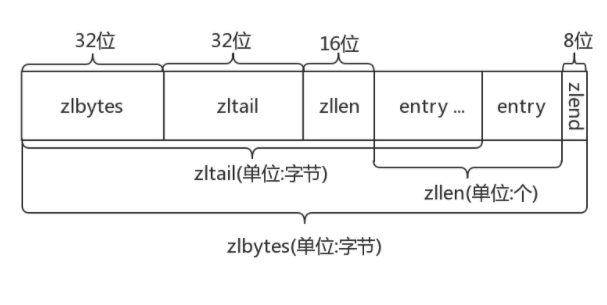 32位 32位 16位 8位
zlbytes zltail zllen entry ... entry zlend
zltail(单位:字节)
zllen(单位:个)
zlbytes(单位:字节)